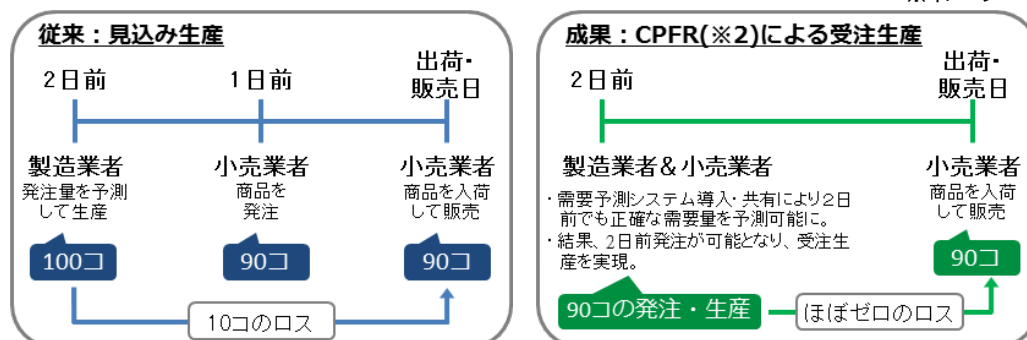 従来：見込み生産
2日前
1日前
出荷・
販売日
製造業者
発注量を予測
して生産
小売業者
商品を
発注
小売業者
商品を入荷
して販売
100コ
90コ
90コ
10コのロス
成果：CPFR(※2)による受注生産
2日前
出荷・
販売日
製造業者＆小売業者
・需要予測システム導入・共有により２日
前でも正確な需要量を予測可能に。
・結果、2日前発注が可能となり、受注生
産を実現。
小売業者
商品を入荷
して販売
90コ
90コの発注・生産
ほぼゼロのロス